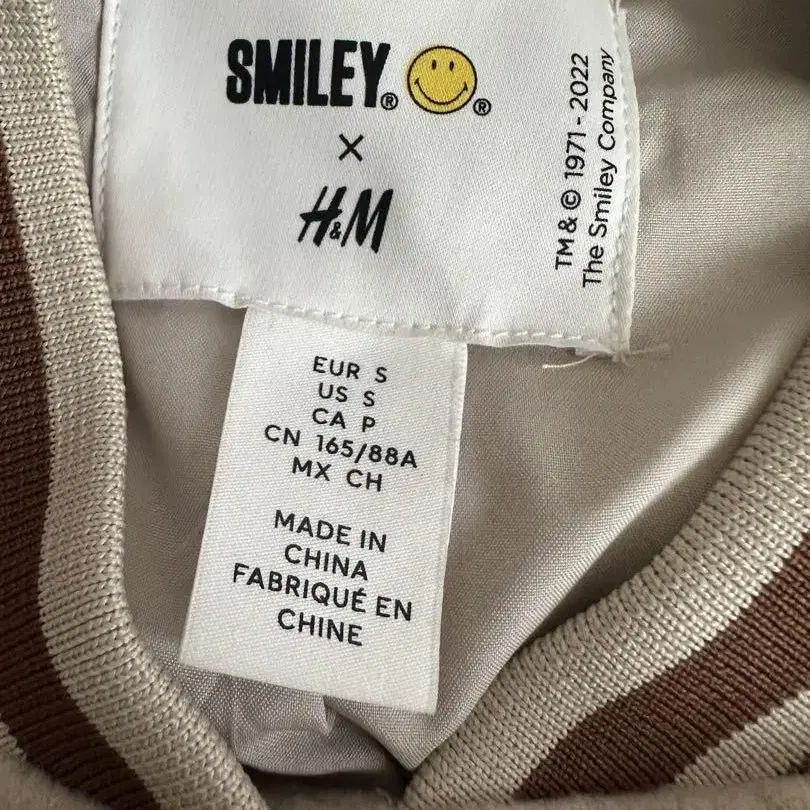 SMILEY® ®
×
H&M
TM & © 1971 - 2022
The Smiley Company
EUR S
US S
CA P
CN 165/88A
MX CH
MADE IN
CHINA
FABRIQUÉ EN
CHINE